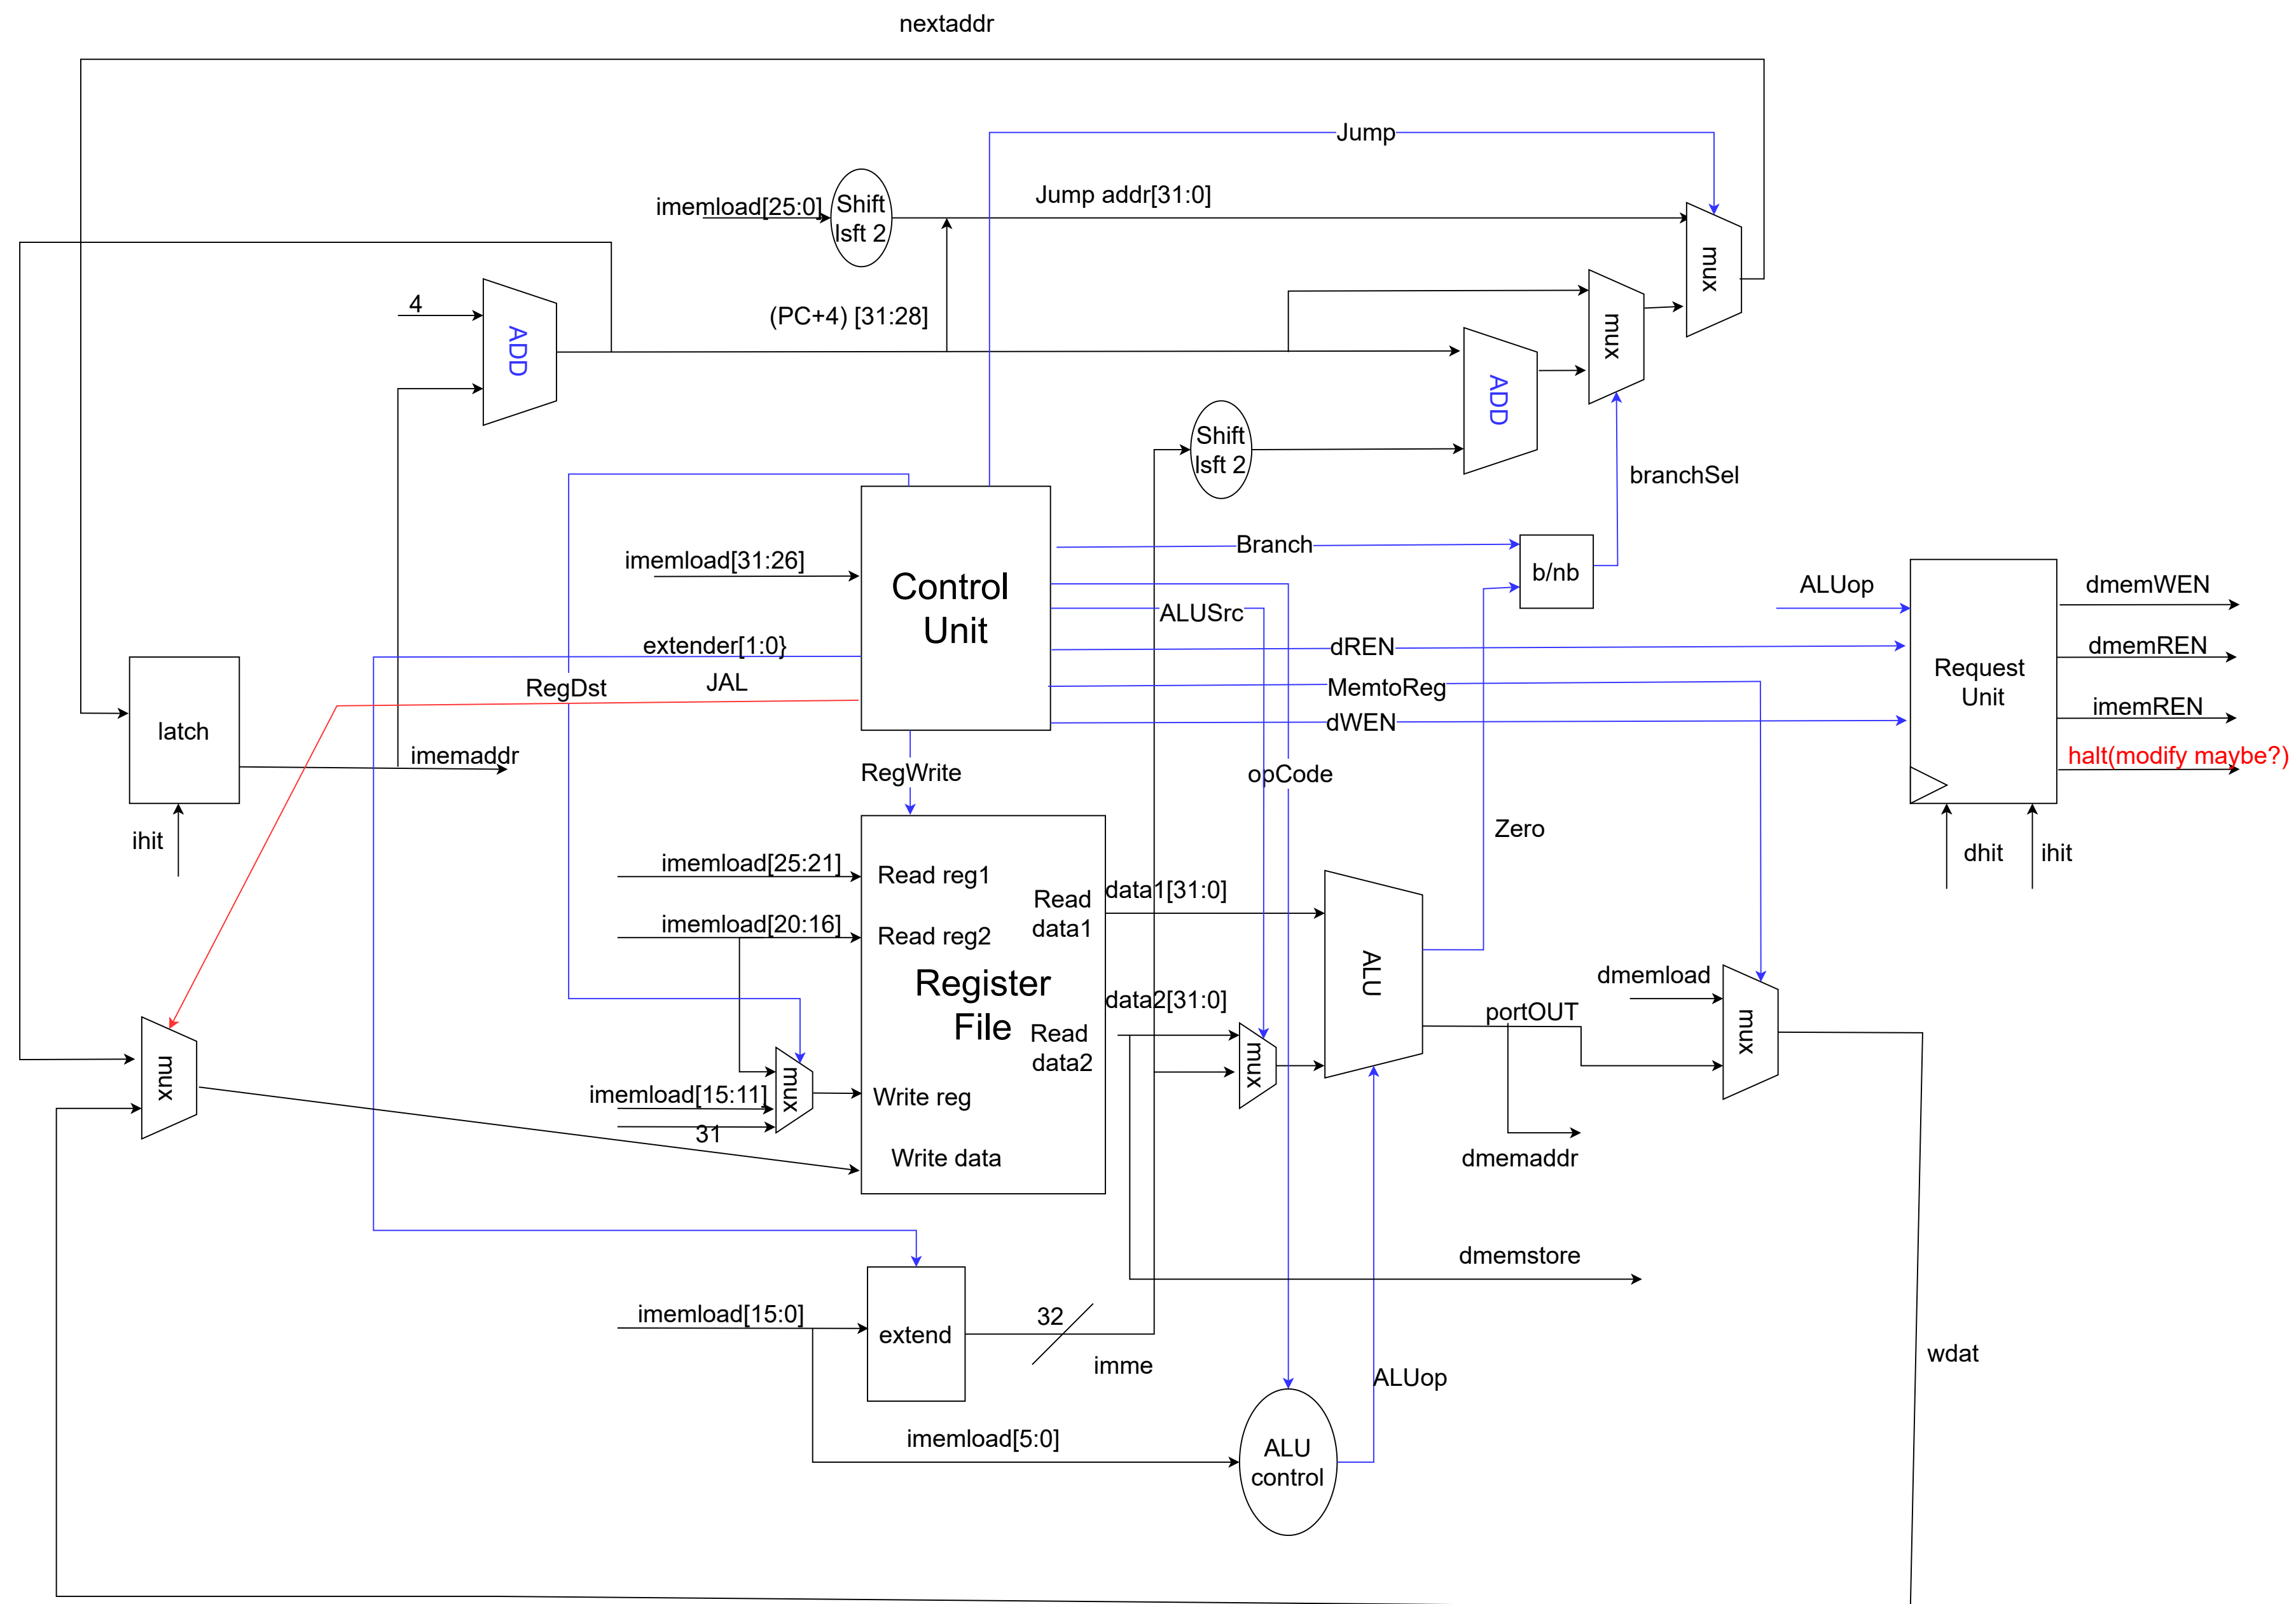 nextaddr
Jump
imemload[25:0]
Shift
lsft 2
Jump addr[31:0]
mux
4
ADD
(PC+4) [31:28]
mux
ADD
Shift
lsft 2
branchSel
imemload[31:26]
Control
Unit
Branch
b/nb
ALUSrc
ALUop
dmemWEN
extender[1:0}
dREN
dmemREN
Request
Unit
RegDst
JAL
MemtoReg
imemREN
latch
dWEN
imemaddr
halt(modify maybe?)
RegWrite
opCode
ihit
Zero
dhit
ihit
imemload[25:21]
Read reg1
Read
data1
data1[31:0]
imemload[20:16]
Read reg2
Register
File
ALU
dmemload
data2[31:0]
Read
data2
portOUT
mux
mux
mux
mux
imemload[15:11]
Write reg
31
Write data
dmemaddr
dmemstore
imemload[15:0]
extend
32
imme
wdat
ALUop
imemload[5:0]
ALU
control